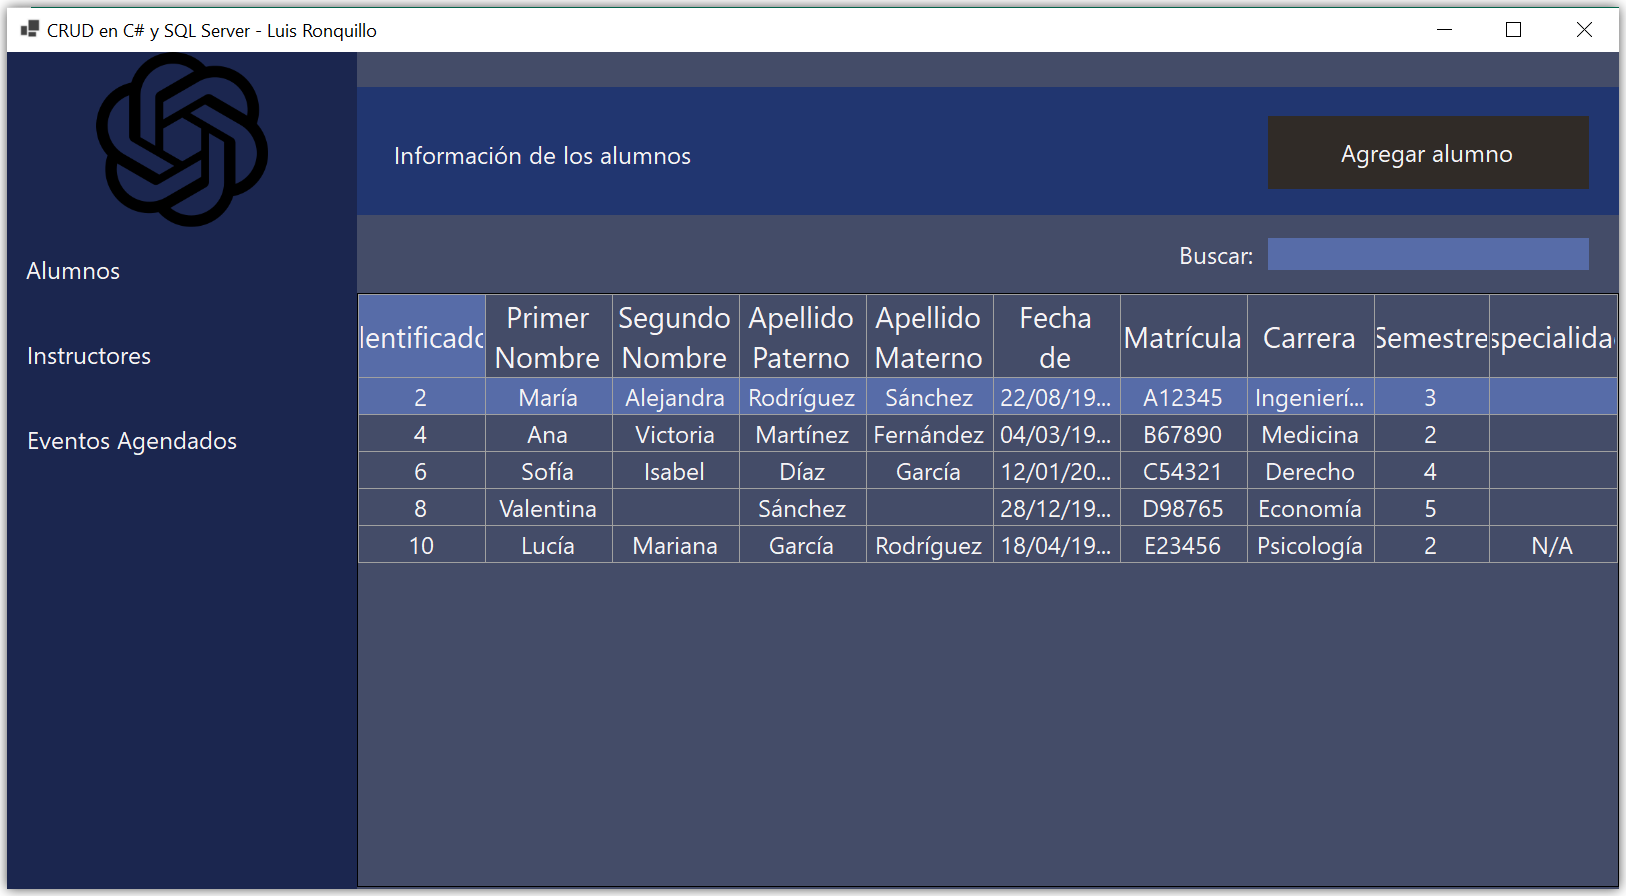 CRUD en C# y SQL Server - Luis Ronquillo
Información de los alumnos
Agregar alumno
Alumnos
Instructores
Eventos Agendados
Buscar:
dentificado Primer Nombre Segundo Nombre Apellido Paterno Apellido Materno Fecha de Matrícula Carrera Semestre specialida
2 María Alejandra Rodríguez Sánchez 22/08/19... A12345 Ingenierí... 3
4 Ana Victoria Martínez Fernández 04/03/19... B67890 Medicina 2
6 Sofía Isabel Díaz García 12/01/20... C54321 Derecho 4
8 Valentina Sánchez 28/12/19... D98765 Economía 5
10 Lucía Mariana García Rodríguez 18/04/19... E23456 Psicología 2 N/A